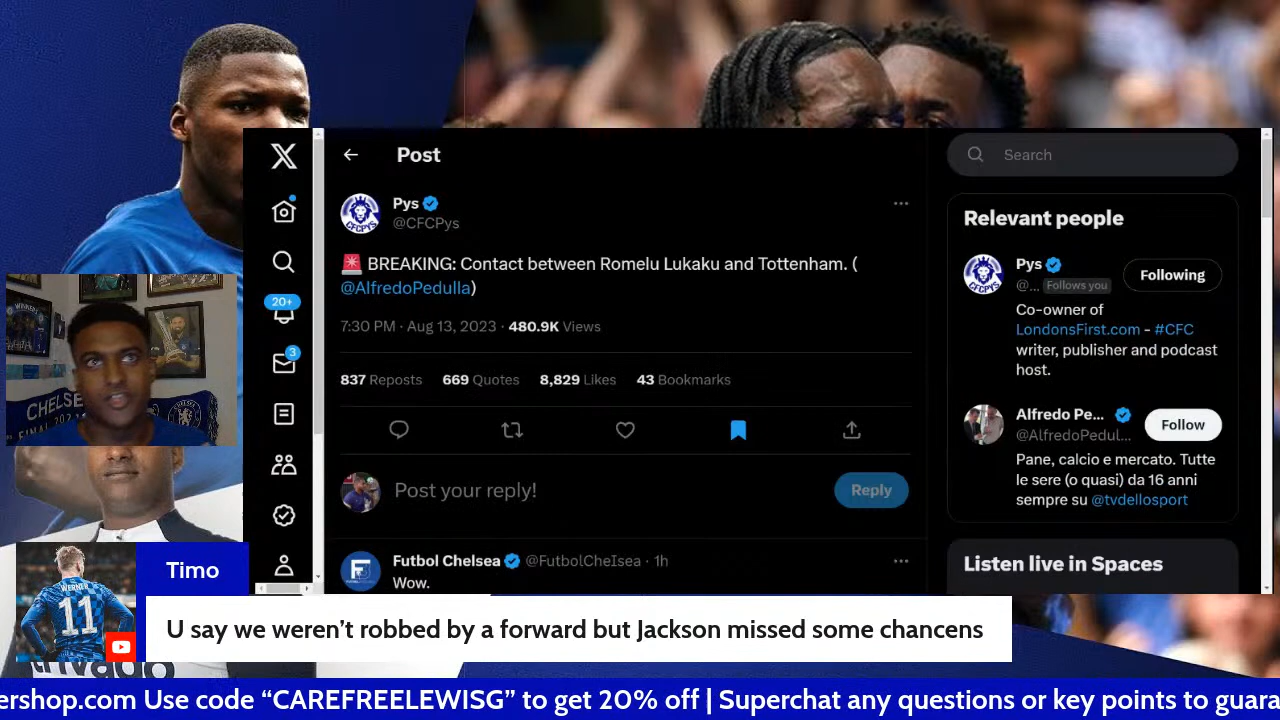 Post
Search
Pys
@CFCPys
🚨 BREAKING: Contact between Romelu Lukaku and Tottenham. (
@AlfredoPedulla)
7:30 PM · Aug 13, 2023 · 480.9K Views
837 Reposts 669 Quotes 8,829 Likes 43 Bookmarks
Post your reply!
Reply
Futbol Chelsea @FutbolCheIsea · 1h
Wow.
20+
3
Relevant people
Pys
@... Follows you
Following
Co-owner of
LondonsFirst.com - #CFC
writer, publisher and podcast
host.
Alfredo Pe...
@AlfredoPedul...
Follow
Pane, calcio e mercato. Tutte
le sere (o quasi) da 16 anni
sempre su @tvdellosport
Listen live in Spaces
CHELSE
WERNER
11
Timo
U say we weren't robbed by a forward but Jackson missed some chancens
ershop.com Use code “CAREFREELEWISG” to get 20% off | Superchat any questions or key points to guara